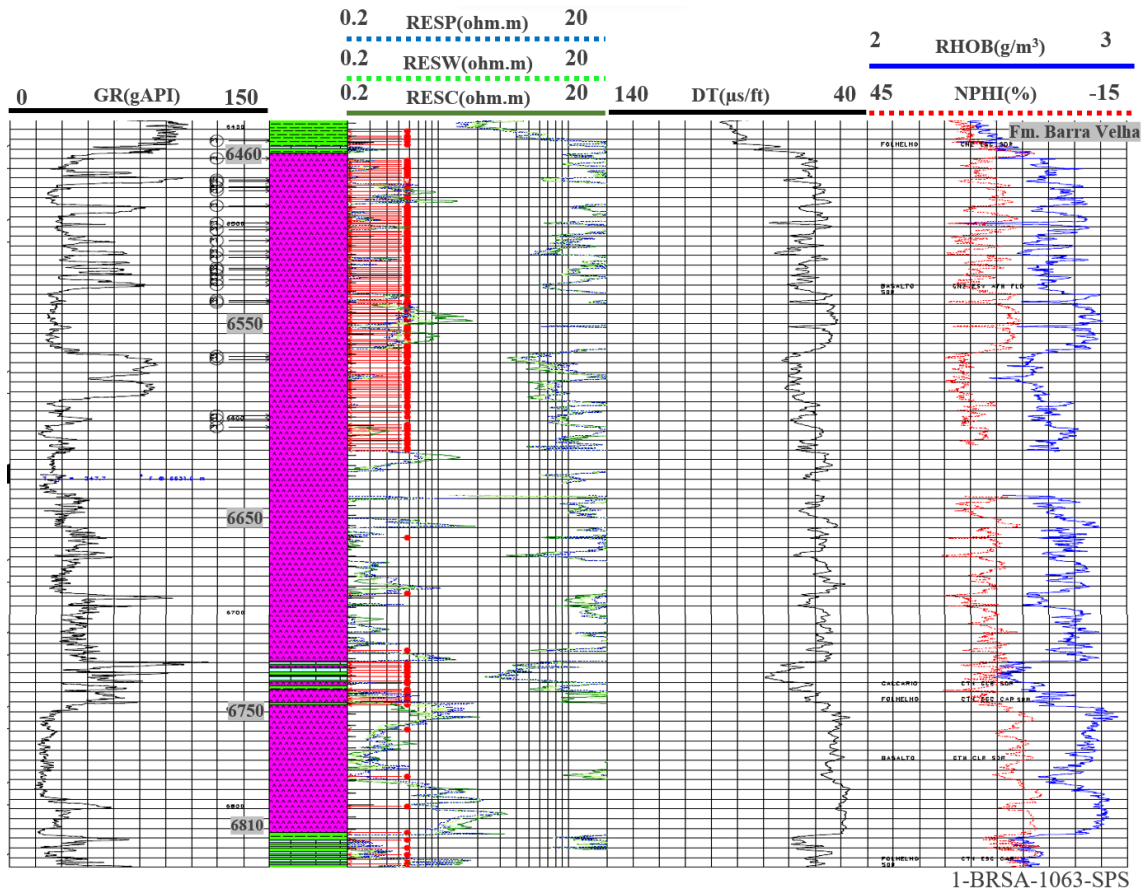 0.2 RESP(ohm.m) 20
0.2 RESW(ohm.m) 20
2 RHOB(g/m³) 3
0 GR(gAPI) 150
0.2 RESC(ohm.m) 20
140 DT(µs/ft) 40
45 NPHI(%) -15
Fm. Barra Velha
FOLHELHO
6460
6500
BASALTO
6550
6600
6650
6700
CALCARIO
FOLHELHO
6750
BASALTO
6800
6810
FOLHELHO
1-BRSA-1063-SPS